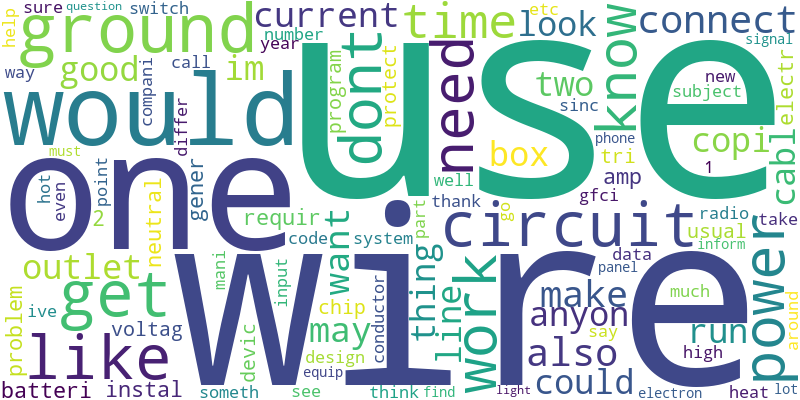 sure question switch
help current time look connect
etc number year
ground
good im call way compani
would dont program protect need know two sinc new subject signal electr
use
differ
must box tri phone copi 1 cabl
one
hot even point gener
amp gfci
well thank go part
2 neutral requir want circuit radio take
code system usual inform
outlet mani input thing line data panel
get ive chip conductor work make much power around
problem voltag may design anyon say run
wire
like devic equip also high
batteri instal someth see think find could light electron heat lot